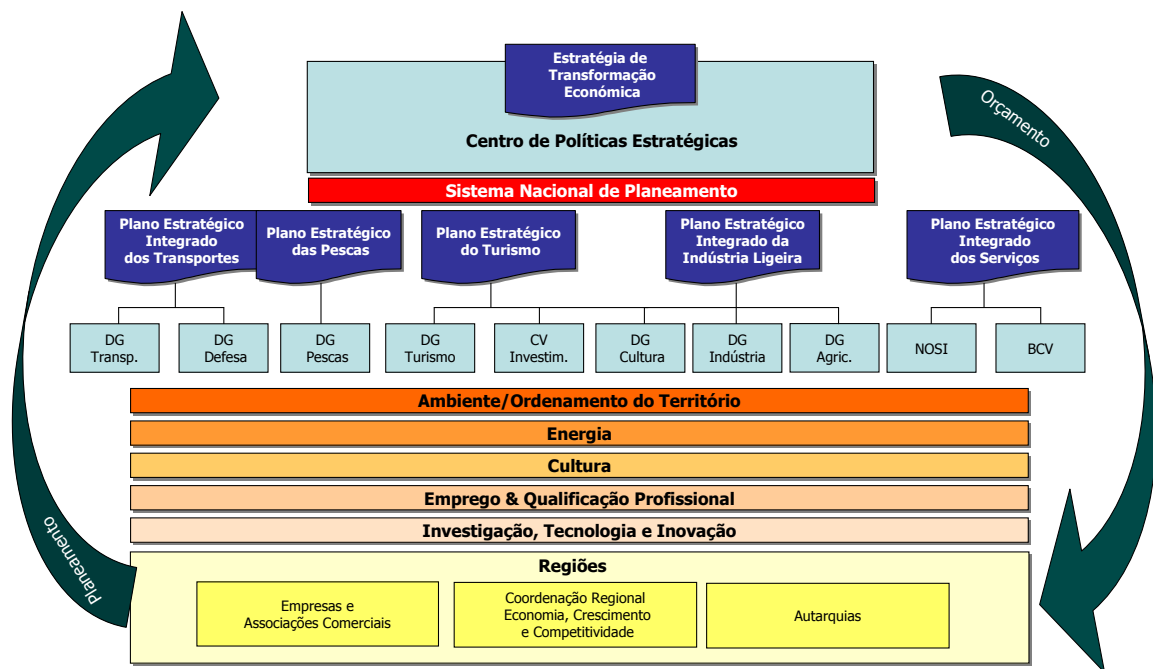 Estratégia de
Transformação
Económica
Centro de Políticas Estratégicas
Orçamento
Sistema Nacional de Planeamento
Plano Estratégico
Integrado
dos Transportes
Plano Estratégico
das Pescas
Plano Estratégico
do Turismo
Plano Estratégico
Integrado da
Indústria Ligeira
Plano Estratégico
Integrado
dos Serviços
DG
Transp.
DG
Defesa
DG
Pescas
DG
Turismo
CV
Investim.
DG
Cultura
DG
Indústria
DG
Agric.
NOSI
BCV
Ambiente/Ordenamento do Território
Energia
Cultura
Emprego & Qualificação Profissional
Investigação, Tecnologia e Inovação
Planeamento
Regiões
Empresas e
Associações Comerciais
Coordenação Regional
Economia, Crescimento
e Competitividade
Autarquias